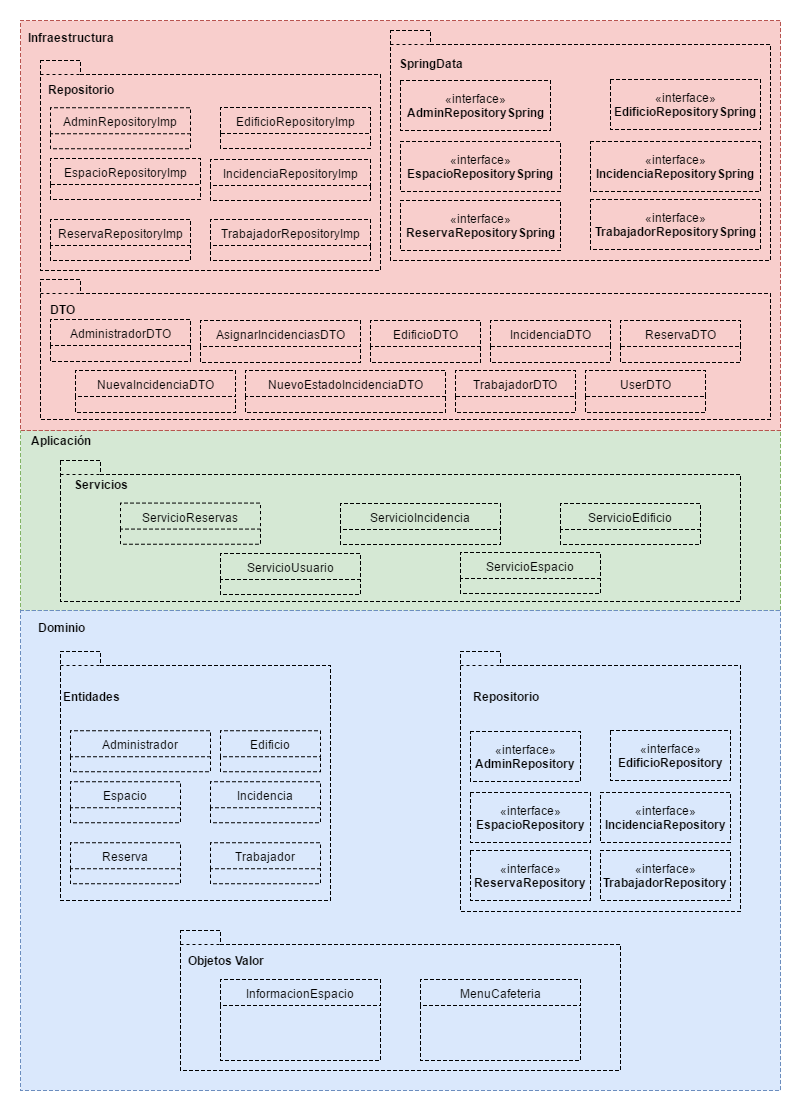 Infraestructura
Repositorio
AdminRepositoryImp
EdificioRepositoryImp
EspacioRepositoryImp
IncidenciaRepositoryImp
ReservaRepositoryImp
TrabajadorRepositoryImp
SpringData
«interface»
AdminRepositorySpring
«interface»
EdificioRepositorySpring
«interface»
EspacioRepositorySpring
«interface»
IncidenciaRepositorySpring
«interface»
ReservaRepositorySpring
«interface»
TrabajadorRepositorySpring
DTO
AdministradorDTO
AsignarIncidenciasDTO
EdificioDTO
IncidenciaDTO
ReservaDTO
NuevaIncidenciaDTO
NuevoEstadoIncidenciaDTO
TrabajadorDTO
UserDTO
Aplicación
Servicios
ServicioReservas
ServicioIncidencia
ServicioEdificio
ServicioUsuario
ServicioEspacio
Dominio
Entidades
Administrador
Edificio
Espacio
Incidencia
Reserva
Trabajador
Repositorio
«interface»
AdminRepository
«interface»
EdificioRepository
«interface»
EspacioRepository
«interface»
IncidenciaRepository
«interface»
ReservaRepository
«interface»
TrabajadorRepository
Objetos Valor
InformacionEspacio
MenuCafeteria